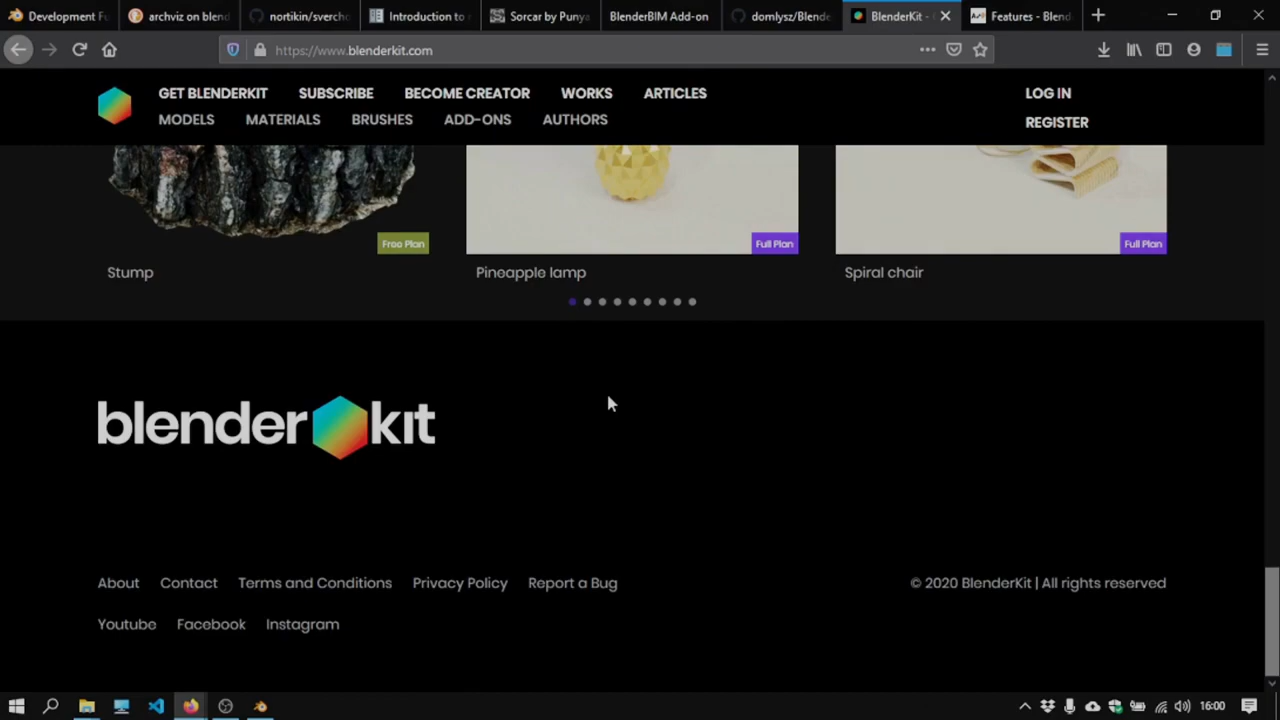 Development F
archviz on blend
nortikin/sverch
Introduction to
Sorcar by Punya
BlenderBIM Add-on
domlysz/Blende
BlenderKit -
Features - Blend
https://www.blenderkit.com
GET BLENDERKIT SUBSCRIBE BECOME CREATOR WORKS ARTICLES
LOG IN
MODELS MATERIALS BRUSHES ADD-ONS AUTHORS
REGISTER
Free Plan
Full Plan
Full Plan
Stump
Pineapple lamp
Spiral chair
blender kit
About Contact Terms and Conditions Privacy Policy Report a Bug
© 2020 BlenderKit | All rights reserved
Youtube Facebook Instagram
16:00